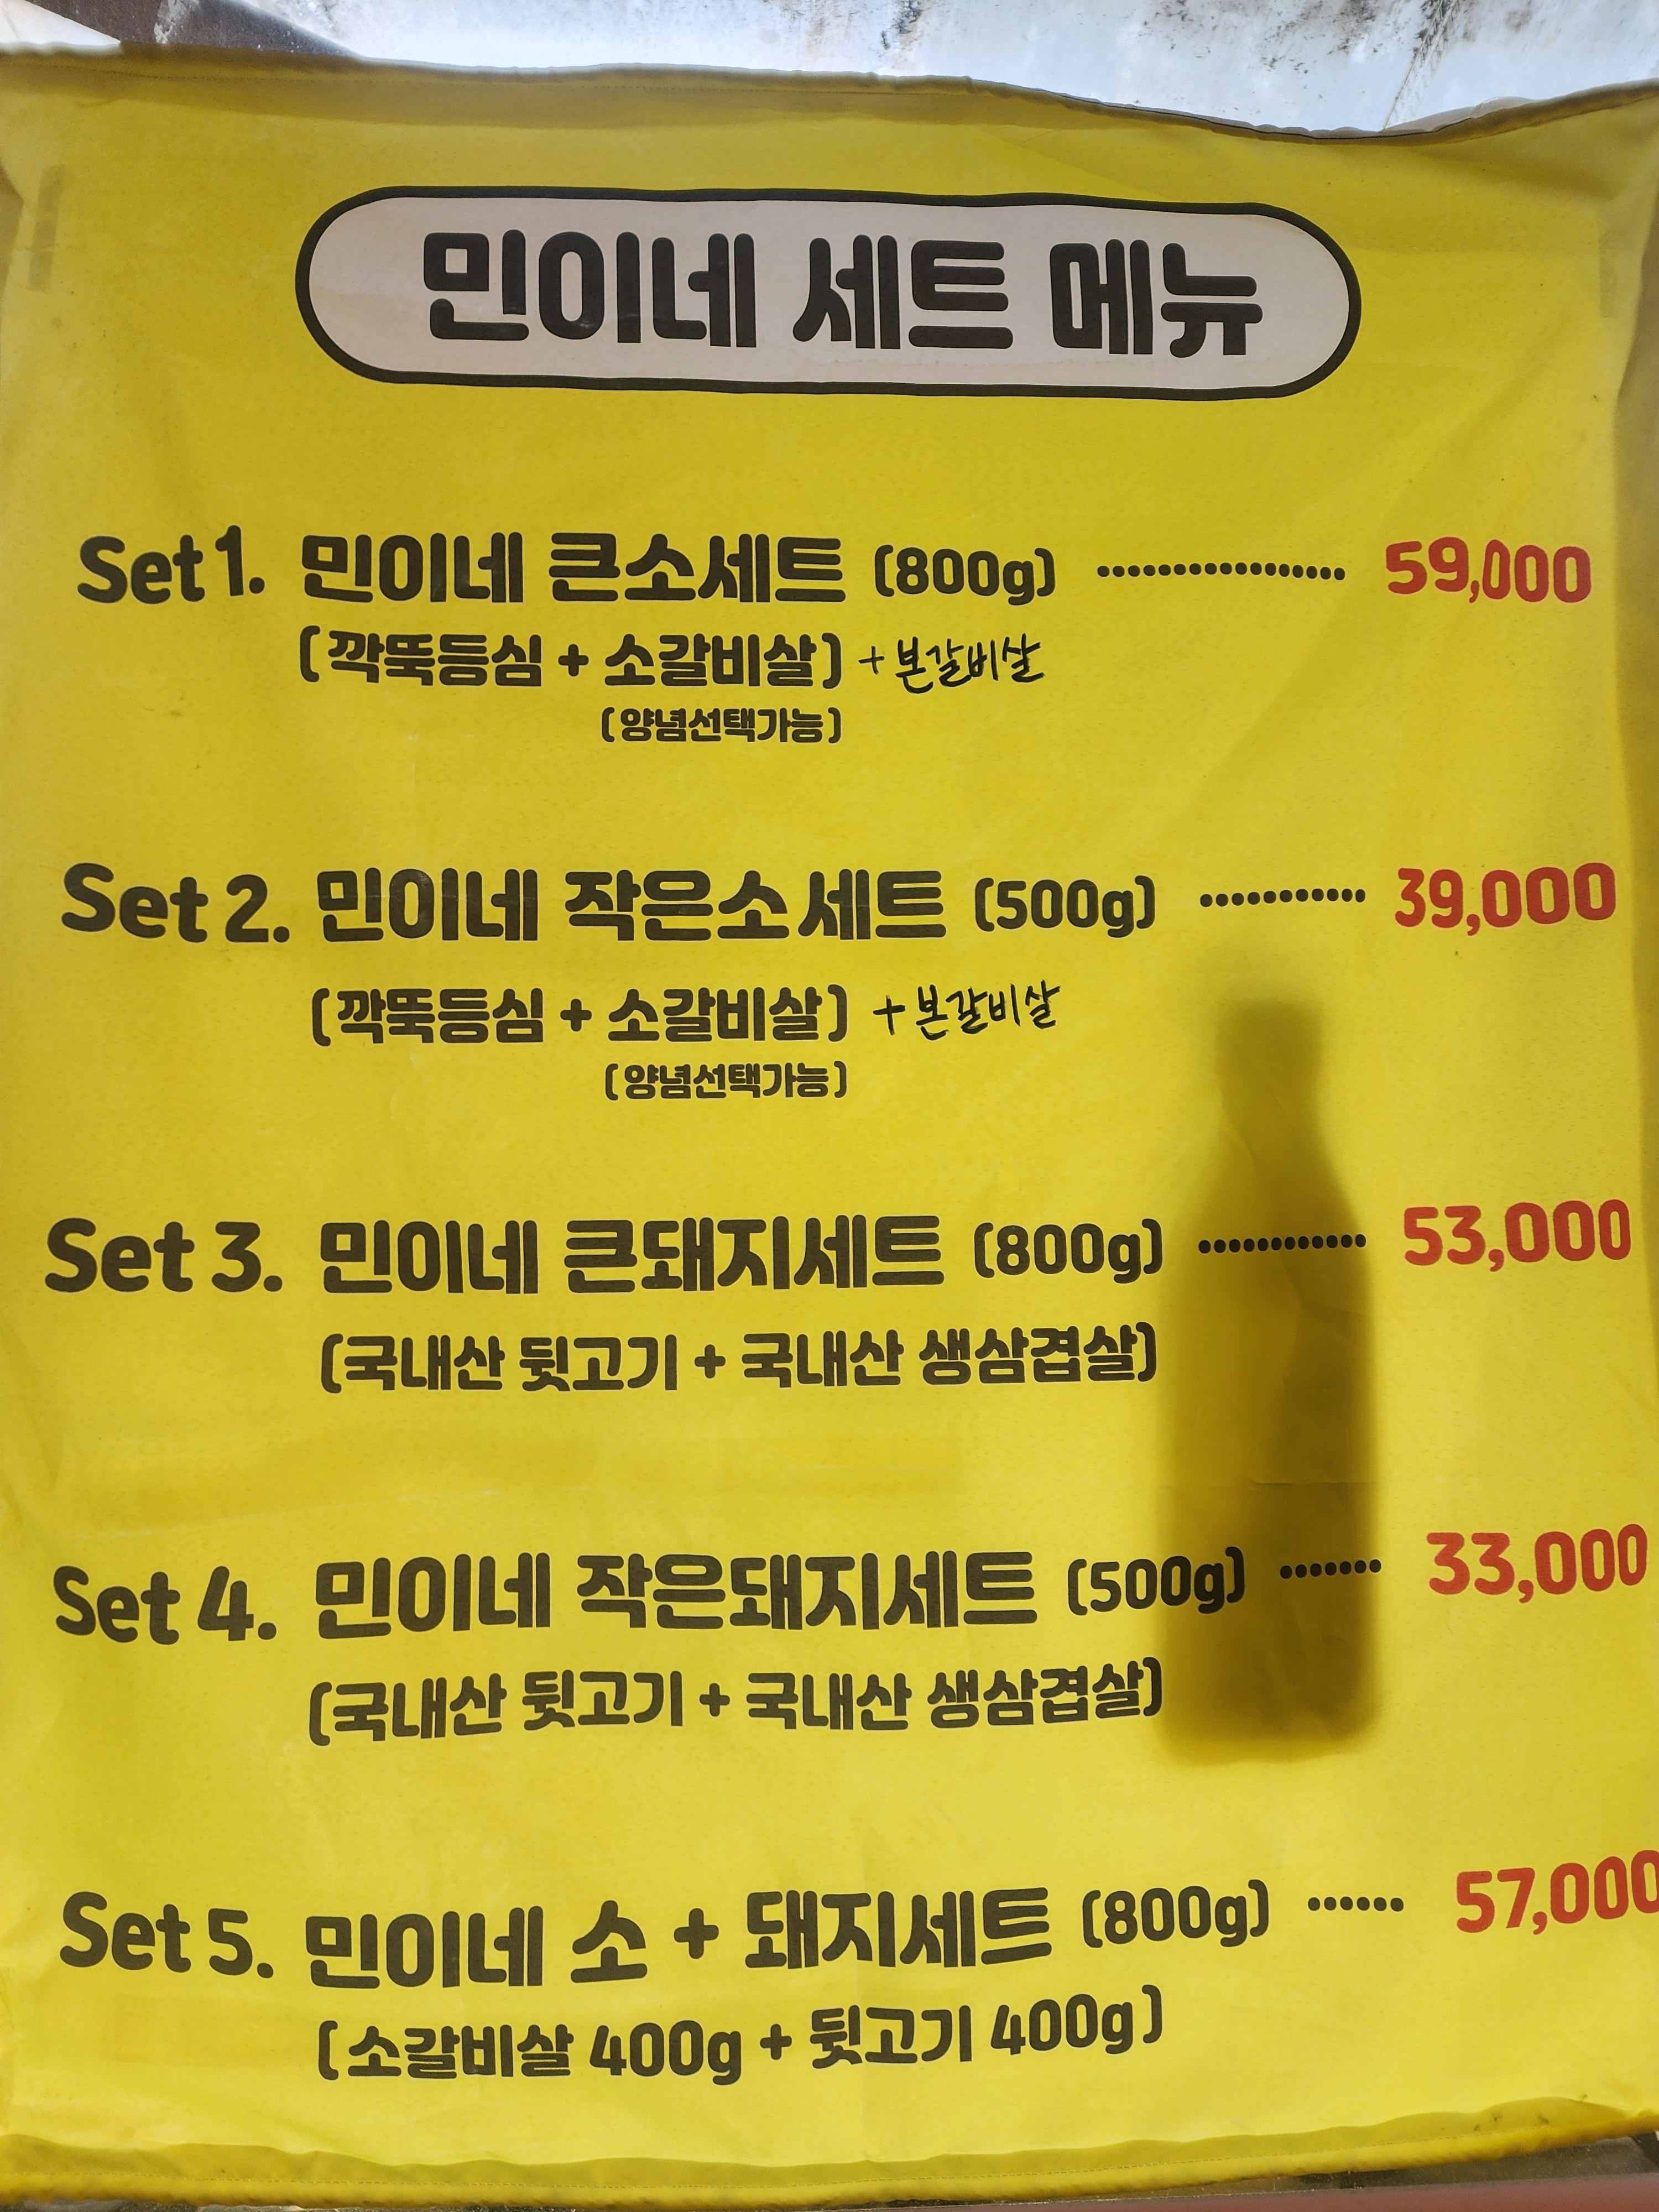 민이네 세트 메뉴
Set 1. 민이네 큰소세트 (800g) ················· 59,000
(깍뚝등심 + 소갈비살) + 본갈비살
(양념선택가능)
Set 2. 민이네 작은소세트 (500g) ··········· 39,000
(깍뚝등심 + 소갈비살) + 본갈비살
(양념선택가능)
Set 3. 민이네 큰돼지세트 (800g) ············ 53,000
(국내산 뒷고기 + 국내산 생삼겹살)
Set 4. 민이네 작은돼지세트 (500g) ······· 33,000
(국내산 뒷고기 + 국내산 생삼겹살)
Set 5. 민이네 소 + 돼지세트 (800g) ······ 57,000
(소갈비살 400g + 뒷고기 400g)